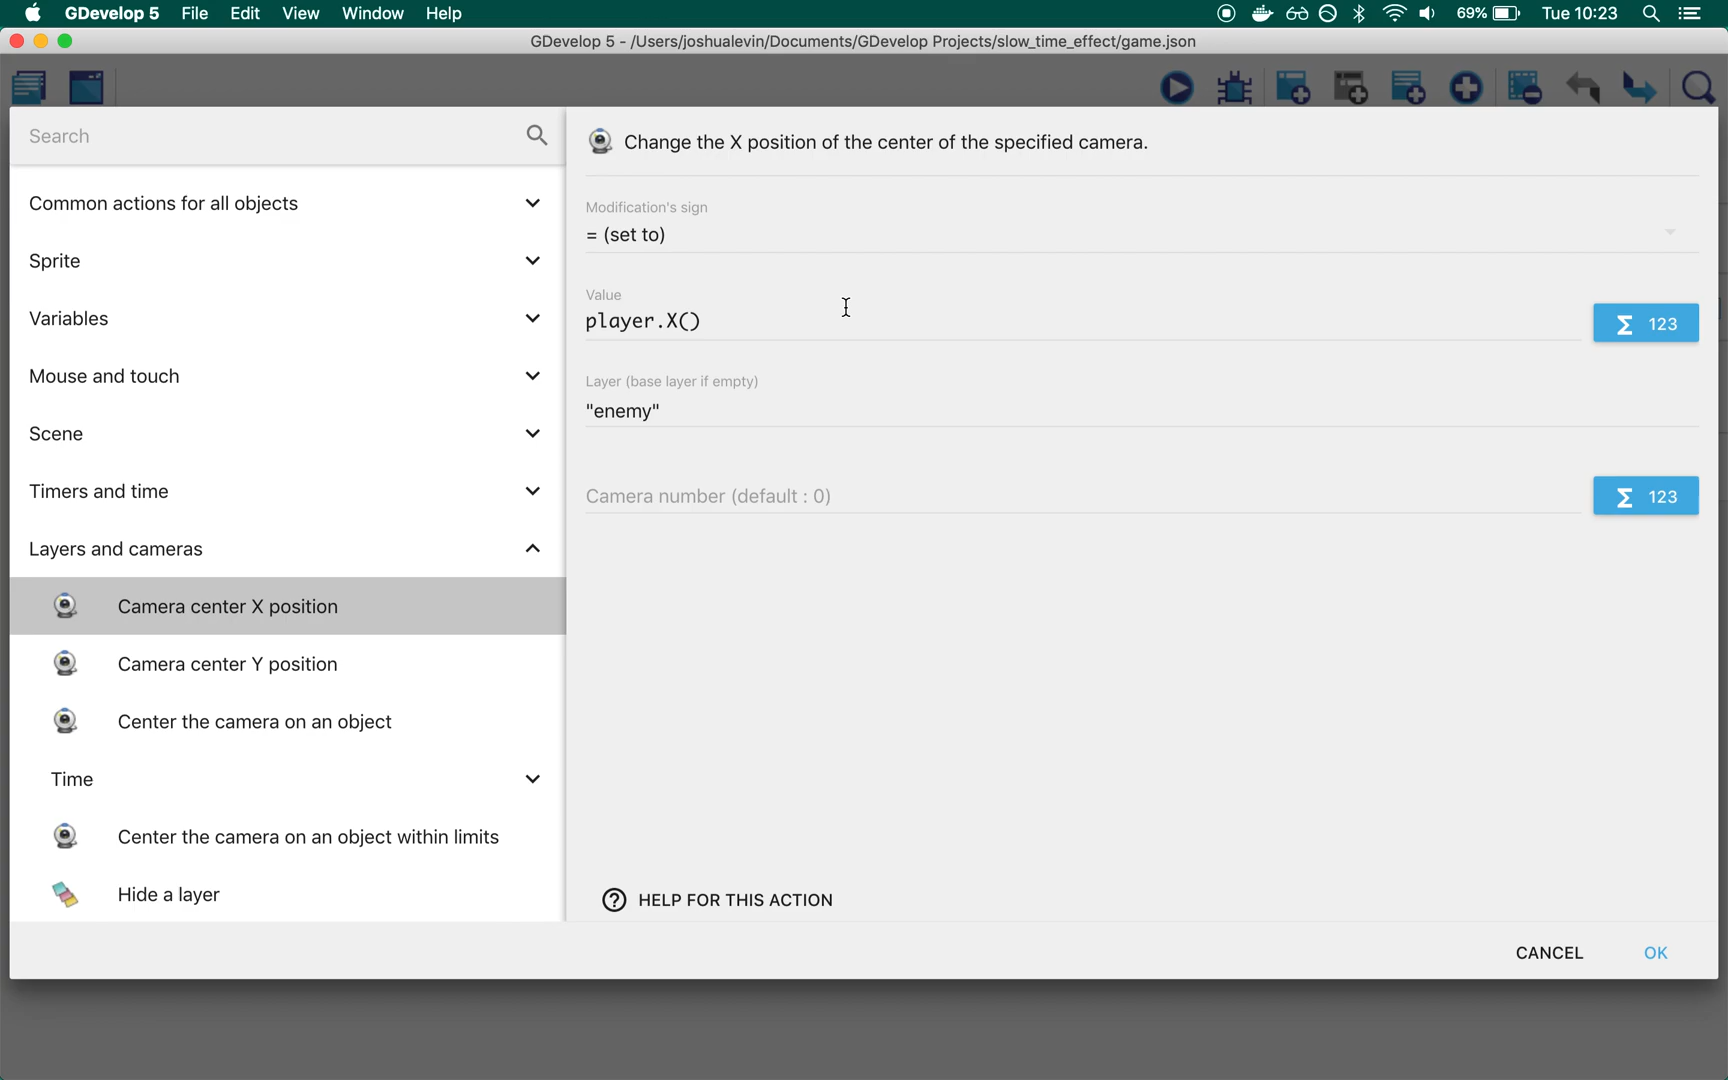 GDevelop 5 File Edit View Window Help 69% Tue 10:23
GDevelop 5 - /Users/joshualevin/Documents/GDevelop Projects/slow_time_effect/game.json
Search
Common actions for all objects
Sprite
Variables
Mouse and touch
Scene
Timers and time
Layers and cameras
Camera center X position
Camera center Y position
Center the camera on an object
Time
Center the camera on an object within limits
Hide a layer
Change the X position of the center of the specified camera.
Modification's sign
= (set to)
Value
player.X()
Σ 123
Layer (base layer if empty)
"enemy"
Camera number (default : 0)
Σ 123
HELP FOR THIS ACTION
CANCEL OK